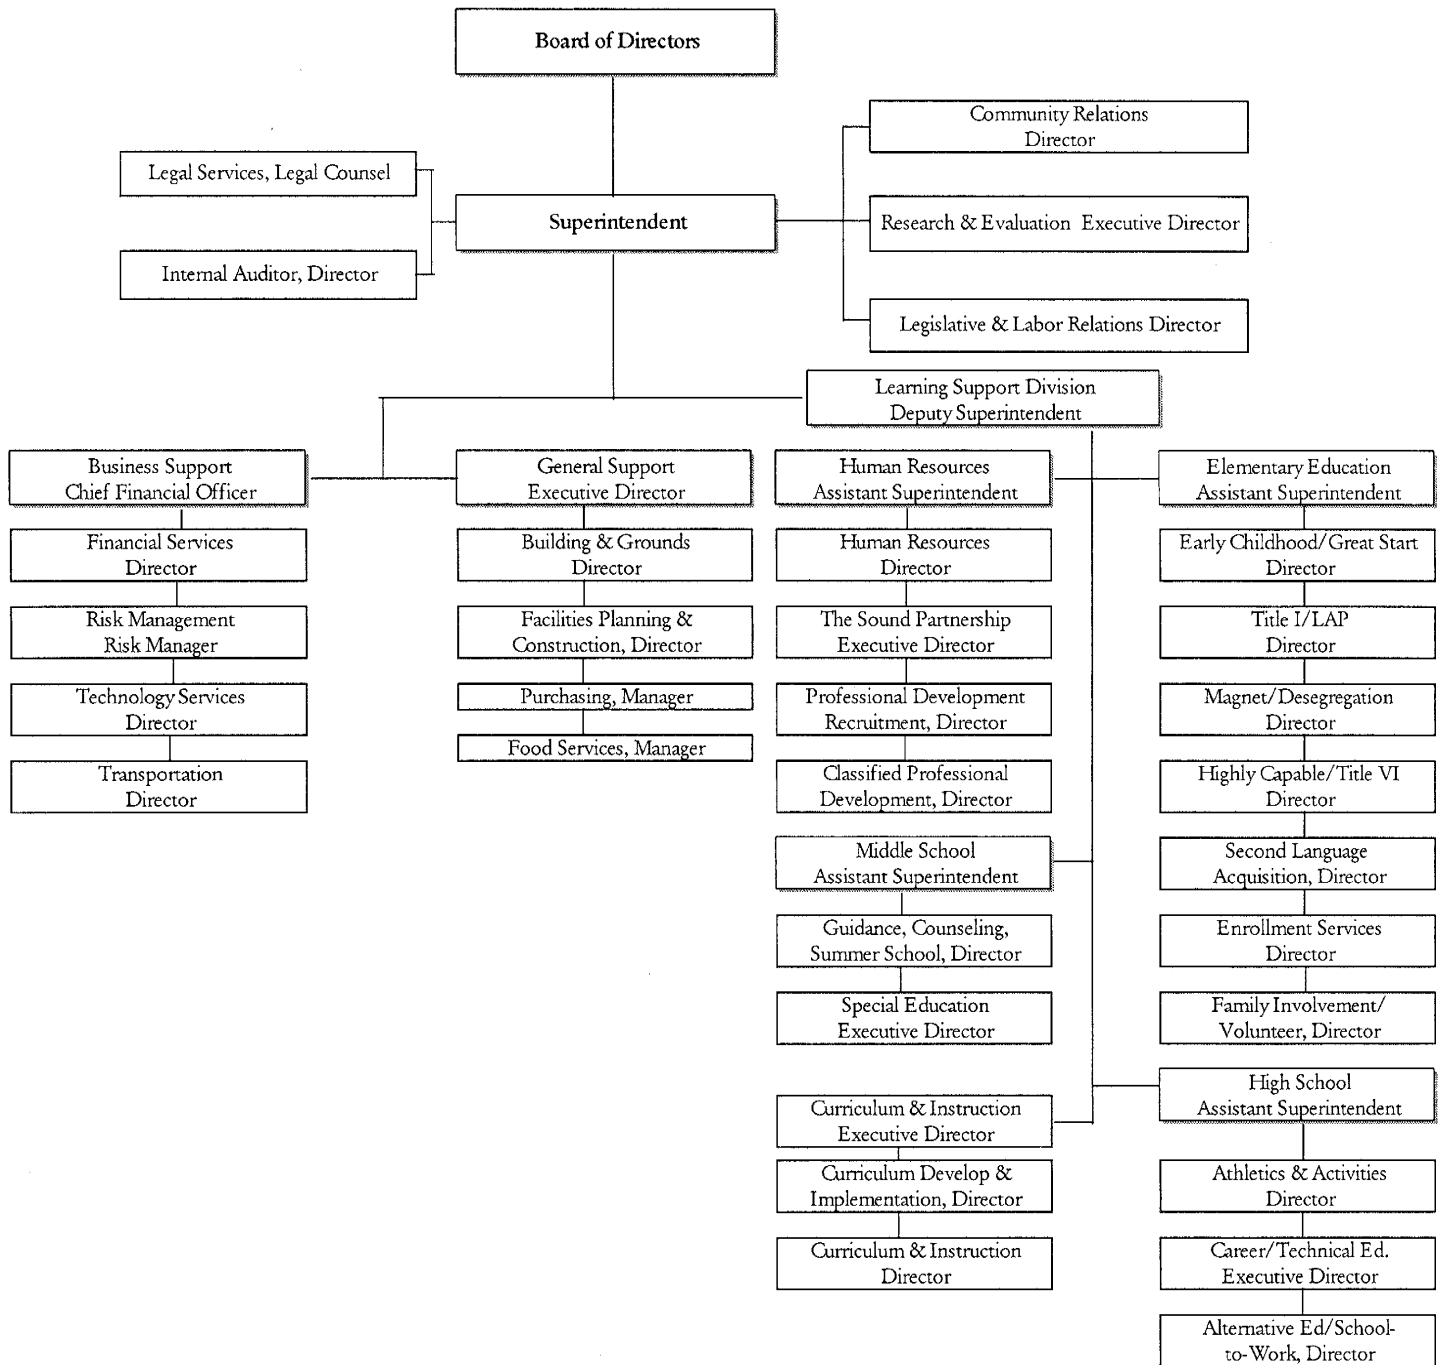 Board of Directors
Community Relations
Director
Legal Services, Legal Counsel
Superintendent
Research & Evaluation Executive Director
Internal Auditor, Director
Legislative & Labor Relations Director
Learning Support Division
Deputy Superintendent
Business Support
Chief Financial Officer
Financial Services
Director
Risk Management
Risk Manager
Technology Services
Director
Transportation
Director
General Support
Executive Director
Building & Grounds
Director
Facilities Planning &
Construction, Director
Purchasing, Manager
Food Services, Manager
Human Resources
Assistant Superintendent
Human Resources
Director
The Sound Partnership
Executive Director
Professional Development
Recruitment, Director
Classified Professional
Development, Director
Middle School
Assistant Superintendent
Guidance, Counseling,
Summer School, Director
Special Education
Executive Director
Curriculum & Instruction
Executive Director
Curriculum Develop &
Implementation, Director
Curriculum & Instruction
Director
Elementary Education
Assistant Superintendent
Early Childhood/Great Start
Director
Title I/LAP
Director
Magnet/Desegregation
Director
Highly Capable/Title VI
Director
Second Language
Acquisition, Director
Enrollment Services
Director
Family Involvement/
Volunteer, Director
High School
Assistant Superintendent
Athletics & Activities
Director
Career/Technical Ed.
Executive Director
Alternative Ed/School-
to-Work, Director